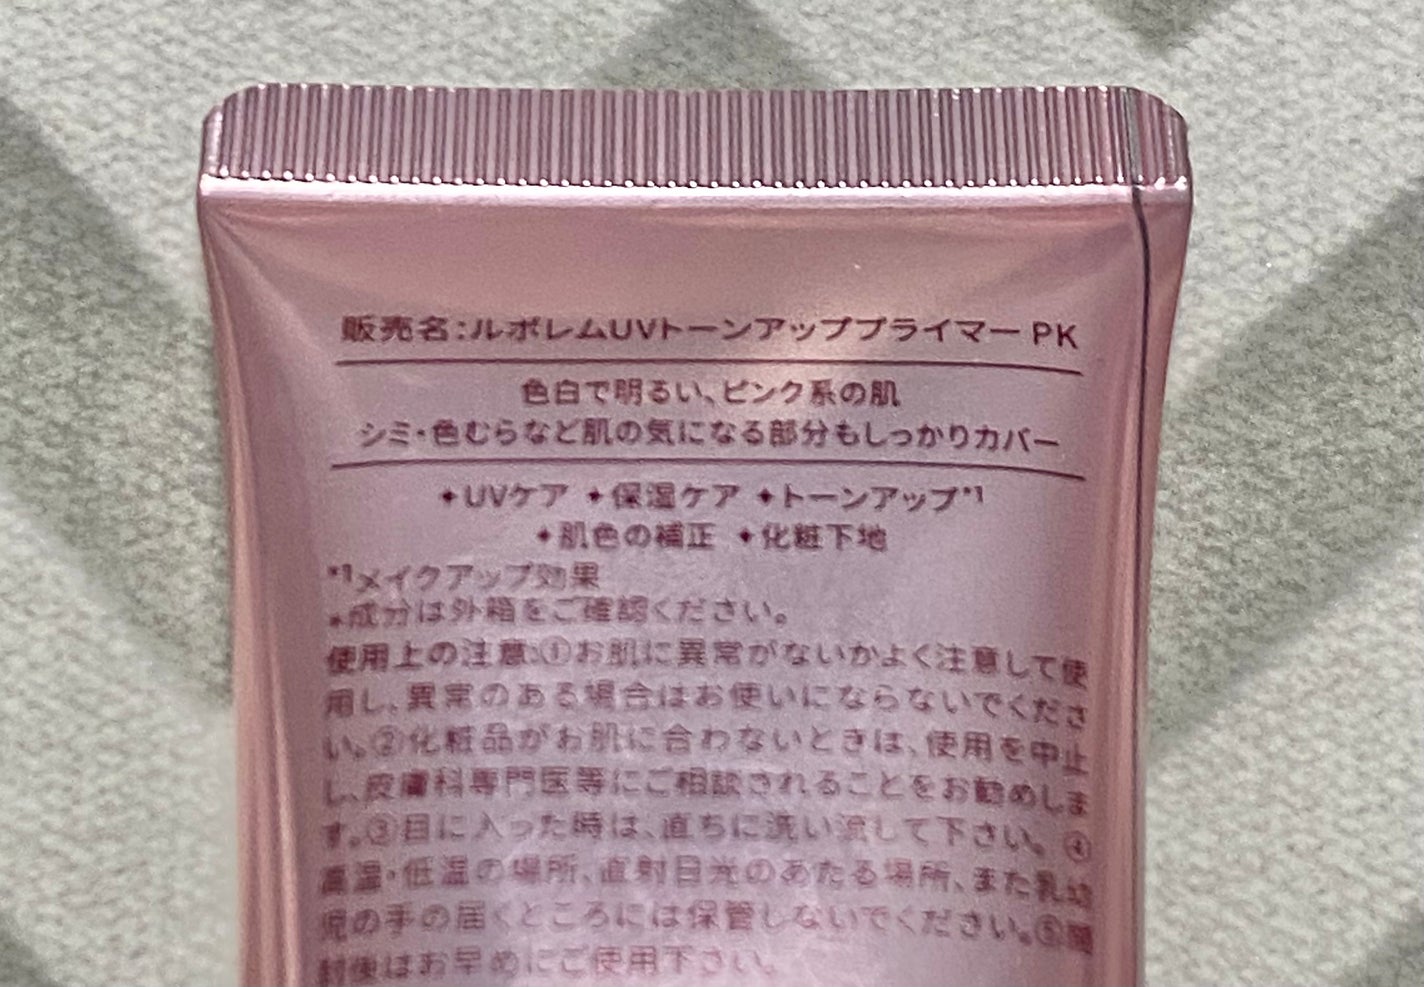 販売名:ルポレムUVトーンアッププライマー PK
色白で明るい、ピンク系の肌
シミ・色むらなど肌の気になる部分もしっかりカバー
✦UVケア ✦保湿ケア ✦トーンアップ*1
✦肌色の補正 ✦化粧下地
*1メイクアップ効果
*成分は外箱をご確認ください。
使用上の注意:①お肌に異常がないかよく注意して使
用し、異常のある場合はお使いにならないでくださ
い。②化粧品がお肌に合わないときは、使用を中止
し、皮膚科専門医等にご相談されることをお勧めしま
す。③目に入った時は、直ちに洗い流して下さい。④
高温・低温の場所、直射日光のあたる場所、また乳幼
児の手の届くところには保管しないでください。⑤開
封後はお早めにご使用下さい。